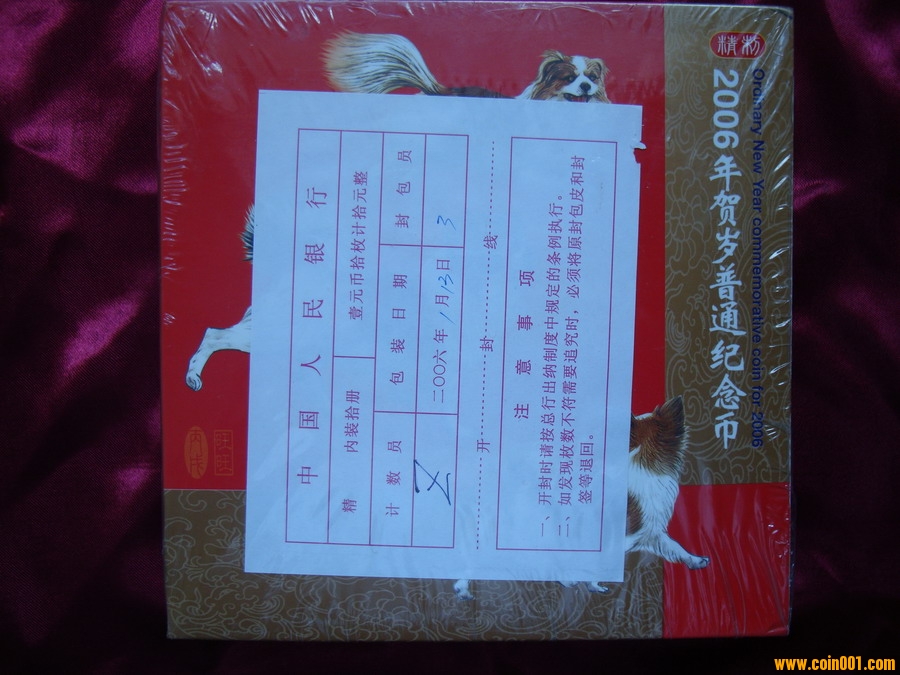 精制
2006年贺岁普通纪念币
Ordinary New Year commemorative coin for 2006
中国人民银行
精 内装拾册 壹元币拾枚计拾元整
计数员 包装日期 封包员
二〇〇六年1月13日 3
开封线
注意事项
一、开封时请按总行出纳制度中规定的条例执行。
二、如发现枚数不符需要追究时，必须将原封包皮和封
签等退回。
www.coin001.com